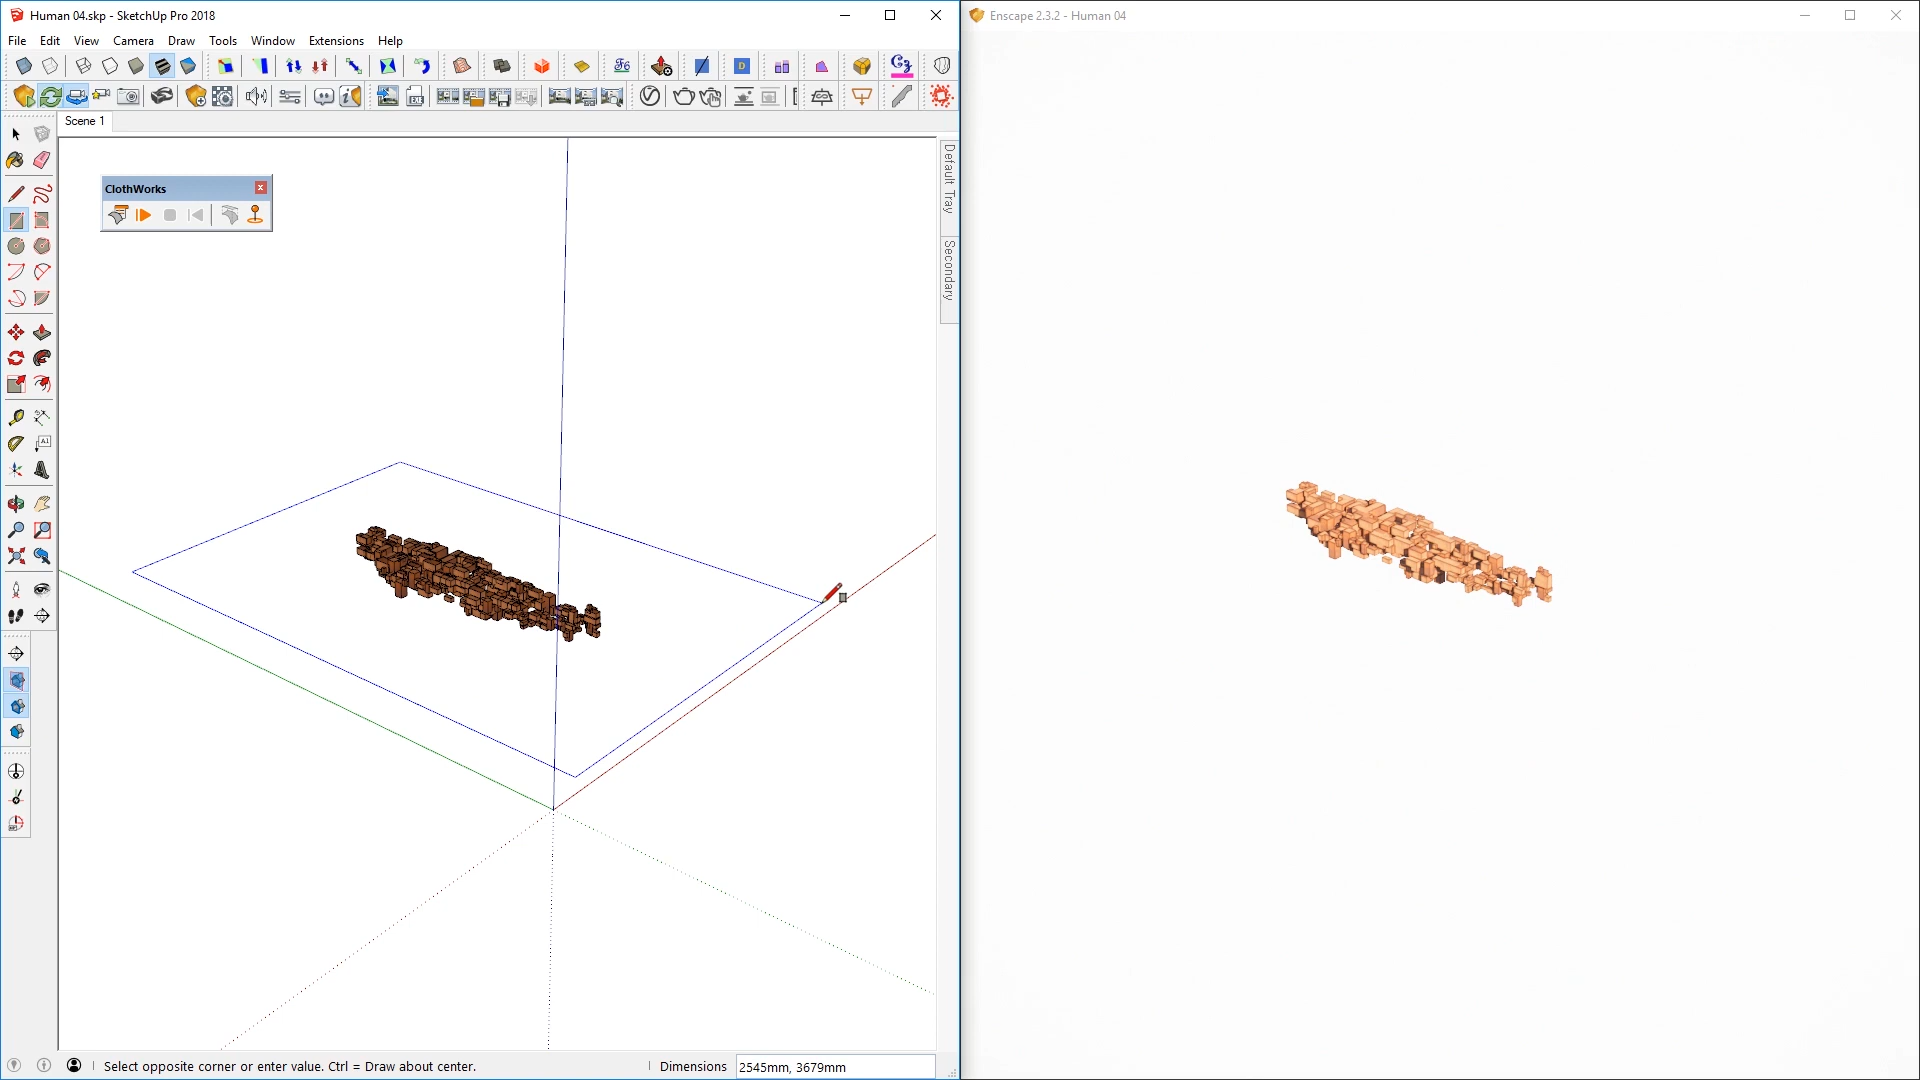 Human 04.skp - SketchUp Pro 2018
Enscape 2.3.2 - Human 04
File Edit View Camera Draw Tools Window Extensions Help
Scene 1
Default Tray
Secondary
ClothWorks
Select opposite corner or enter value. Ctrl = Draw about center.
Dimensions 2545mm, 3679mm